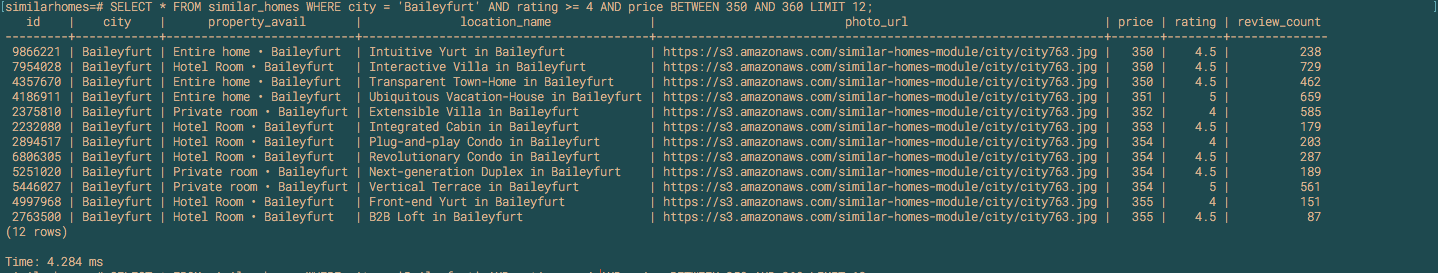 [similarhomes=# SELECT * FROM similar_homes WHERE city = 'Baileyfurt' AND rating >= 4 AND price BETWEEN 350 AND 360 LIMIT 12; ]
id | city | property_avail | location_name | photo_url | price | rating | review_count
---------+------------+---------------------------+--------------------------------------+------------------------------------------------------------------+-------+--------+--------------
9866221 | Baileyfurt | Entire home • Baileyfurt | Intuitive Yurt in Baileyfurt | https://s3.amazonaws.com/similar-homes-module/city/city763.jpg | 350 | 4.5 | 238
7954028 | Baileyfurt | Hotel Room • Baileyfurt | Interactive Villa in Baileyfurt | https://s3.amazonaws.com/similar-homes-module/city/city763.jpg | 350 | 4.5 | 729
4357670 | Baileyfurt | Entire home • Baileyfurt | Transparent Town-Home in Baileyfurt | https://s3.amazonaws.com/similar-homes-module/city/city763.jpg | 350 | 4.5 | 462
4186911 | Baileyfurt | Entire home • Baileyfurt | Ubiquitous Vacation-House in Baileyfurt | https://s3.amazonaws.com/similar-homes-module/city/city763.jpg | 351 | 5 | 659
2375810 | Baileyfurt | Private room • Baileyfurt | Extensible Villa in Baileyfurt | https://s3.amazonaws.com/similar-homes-module/city/city763.jpg | 352 | 4 | 585
2232080 | Baileyfurt | Hotel Room • Baileyfurt | Integrated Cabin in Baileyfurt | https://s3.amazonaws.com/similar-homes-module/city/city763.jpg | 353 | 4.5 | 179
2894517 | Baileyfurt | Hotel Room • Baileyfurt | Plug-and-play Condo in Baileyfurt | https://s3.amazonaws.com/similar-homes-module/city/city763.jpg | 354 | 4 | 203
6806305 | Baileyfurt | Hotel Room • Baileyfurt | Revolutionary Condo in Baileyfurt | https://s3.amazonaws.com/similar-homes-module/city/city763.jpg | 354 | 4.5 | 287
5251020 | Baileyfurt | Private room • Baileyfurt | Next-generation Duplex in Baileyfurt | https://s3.amazonaws.com/similar-homes-module/city/city763.jpg | 354 | 4.5 | 189
5446027 | Baileyfurt | Private room • Baileyfurt | Vertical Terrace in Baileyfurt | https://s3.amazonaws.com/similar-homes-module/city/city763.jpg | 354 | 5 | 561
4997968 | Baileyfurt | Hotel Room • Baileyfurt | Front-end Yurt in Baileyfurt | https://s3.amazonaws.com/similar-homes-module/city/city763.jpg | 355 | 4 | 151
2763500 | Baileyfurt | Hotel Room • Baileyfurt | B2B Loft in Baileyfurt | https://s3.amazonaws.com/similar-homes-module/city/city763.jpg | 355 | 4.5 | 87
(12 rows)
Time: 4.284 ms